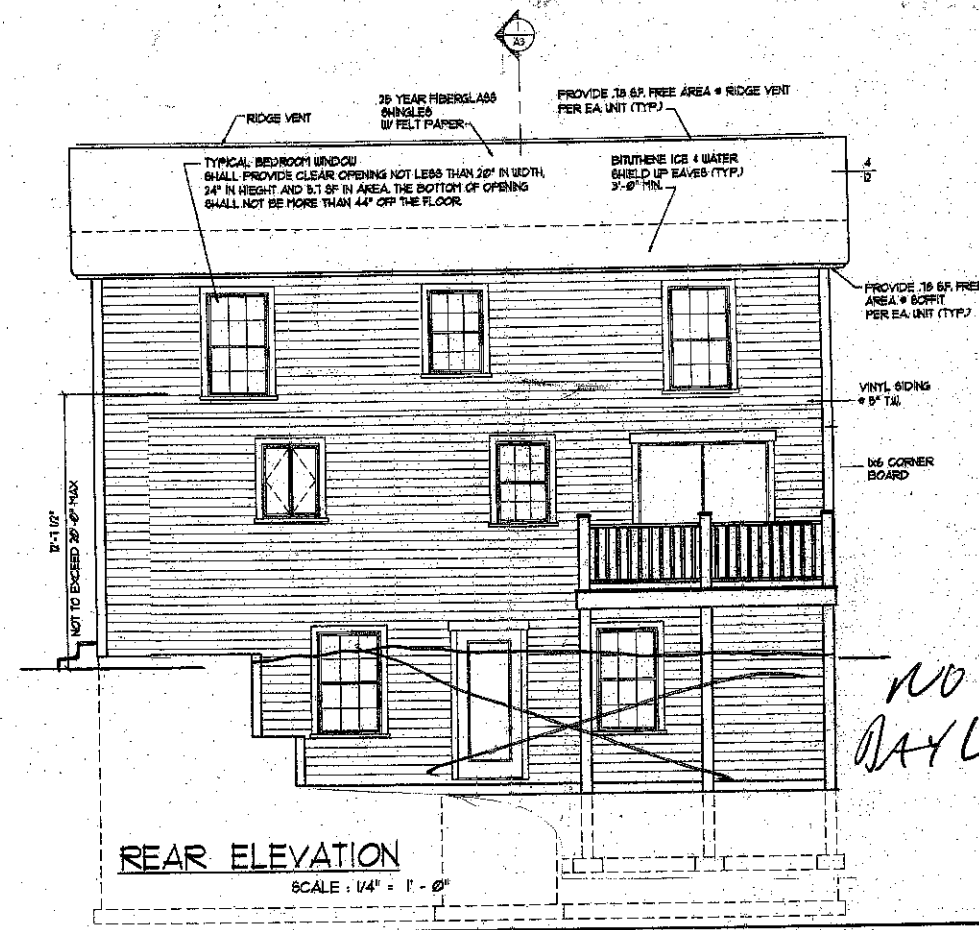 1
A3
RIDGE VENT
25 YEAR FIBERGLASS
SHINGLES
W/ FELT PAPER
PROVIDE .78 S.F. FREE AREA @ RIDGE VENT
PER EA. UNIT (TYP.)
TYPICAL BEDROOM WINDOW
SHALL PROVIDE CLEAR OPENING NOT LESS THAN 20" IN WIDTH,
24" IN HIEGHT AND 5.7 SF IN AREA. THE BOTTOM OF OPENING
SHALL NOT BE MORE THAN 44" OFF THE FLOOR
BITUTHENE ICE & WATER
SHIELD UP EAVES (TYP.)
3'-0" MIN.
4
12
PROVIDE .78 S.F. FREE
AREA @ SOFFIT
PER EA. UNIT (TYP.)
VINYL SIDING
@ 5" T.W.
1x6 CORNER
BOARD
12'-7 1/2"
NOT TO EXCEED 20'-0" MAX
NO
DAYL
REAR ELEVATION
SCALE : 1/4" = 1' - 0"